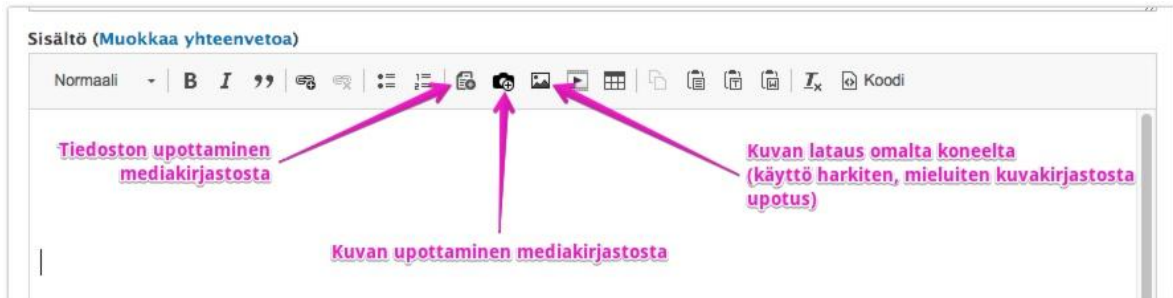 Sisältö (Muokkaa yhteenvetoa)
Normaali B I Koodi
Tiedoston upottaminen
mediakirjastosta
Kuvan lataus omalta koneelta
(käyttö harkiten, mieluiten kuvakirjastosta
upotus)
Kuvan upottaminen mediakirjastosta